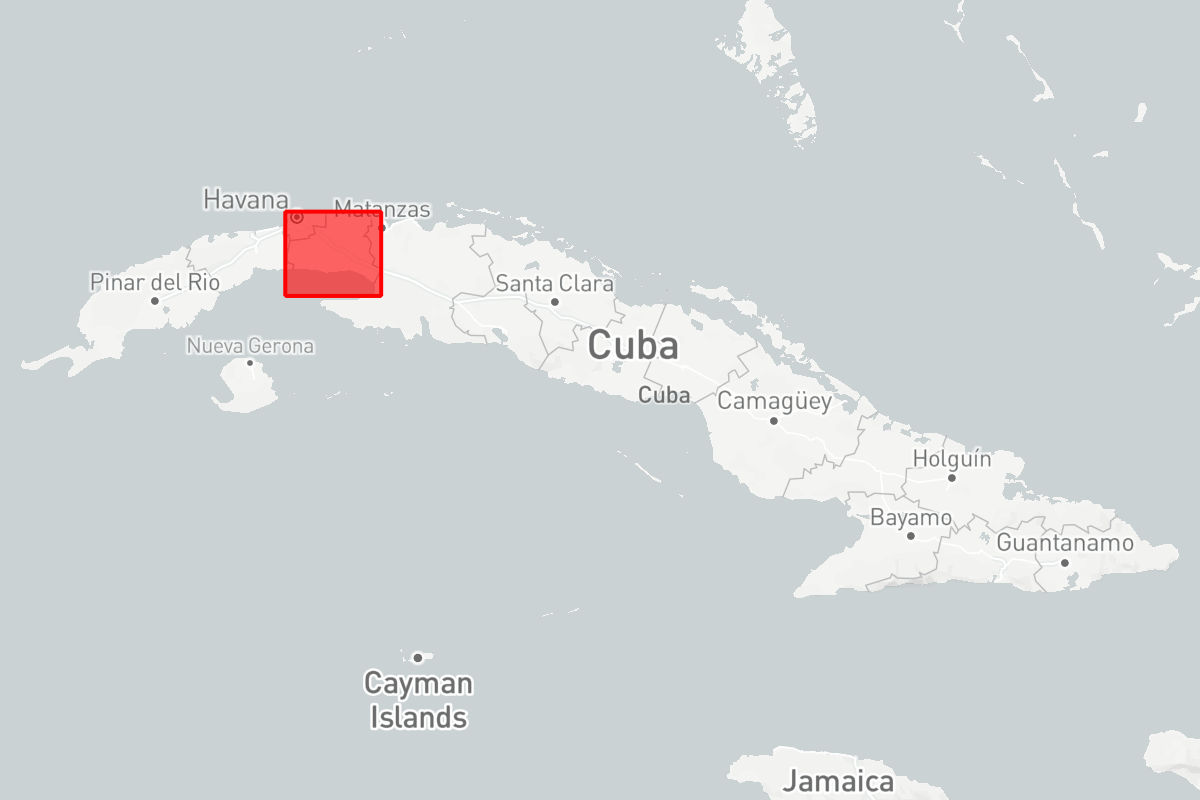 Havana
Matanzas
Pinar del Rio
Santa Clara
Nueva Gerona
Cuba
Cuba
Camagüey
Holguín
Bayamo
Guantanamo
Cayman
Islands
Jamaica